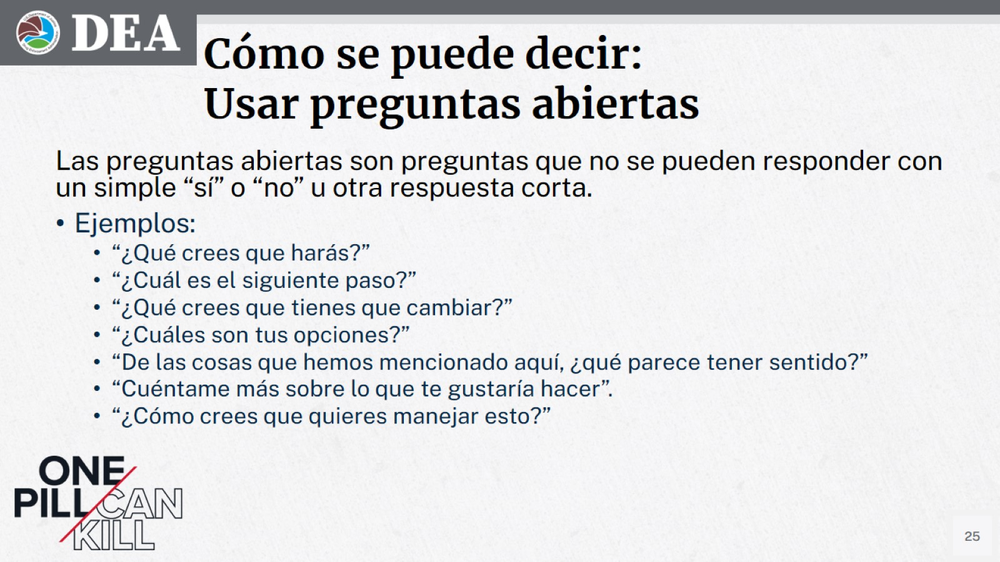 DEA
Cómo se puede decir:
Usar preguntas abiertas
Las preguntas abiertas son preguntas que no se pueden responder con
un simple “sí” o “no” u otra respuesta corta.
• Ejemplos:
• “¿Qué crees que harás?”
• “¿Cuál es el siguiente paso?”
• “¿Qué crees que tienes que cambiar?”
• “¿Cuáles son tus opciones?”
• “De las cosas que hemos mencionado aquí, ¿qué parece tener sentido?”
• “Cuéntame más sobre lo que te gustaría hacer”.
• “¿Cómo crees que quieres manejar esto?”
ONE
PILL CAN
KILL
25